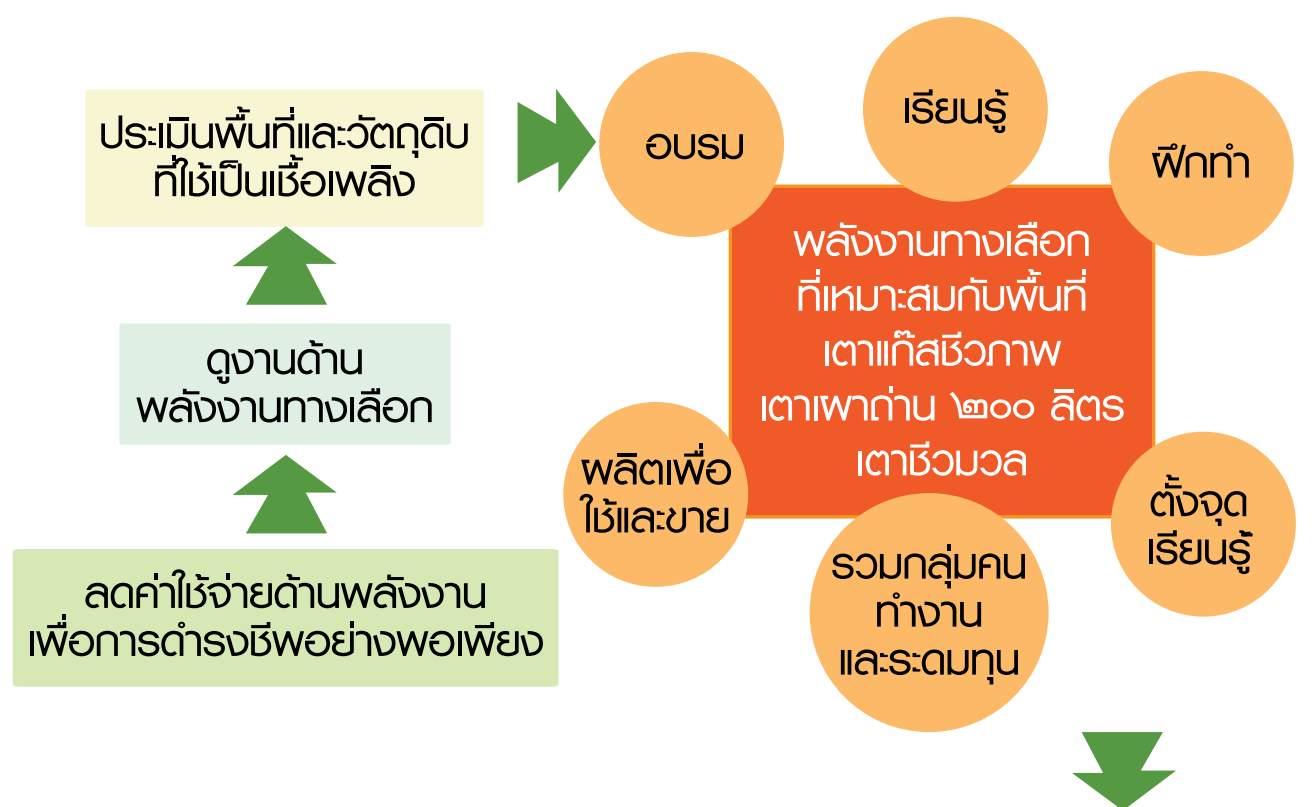 ประเมินพื้นที่และวัตถุดิบ
ที่ใช้เป็นเชื้อเพลิง
ดูงานด้าน
พลังงานทางเลือก
ลดค่าใช้จ่ายด้านพลังงาน
เพื่อการดำรงชีพอย่างพอเพียง
อบรม
เรียนรู้
ฝึกทำ
พลังงานทางเลือก
ที่เหมาะสมกับพื้นที่
เตาแก๊สชีวภาพ
เตาเผาถ่าน ๒๐๐ ลิตร
เตาชีวมวล
ผลิตเพื่อ
ใช้และขาย
รวมกลุ่มคน
ทำงาน
และระดมทุน
ตั้งจุด
เรียนรู้